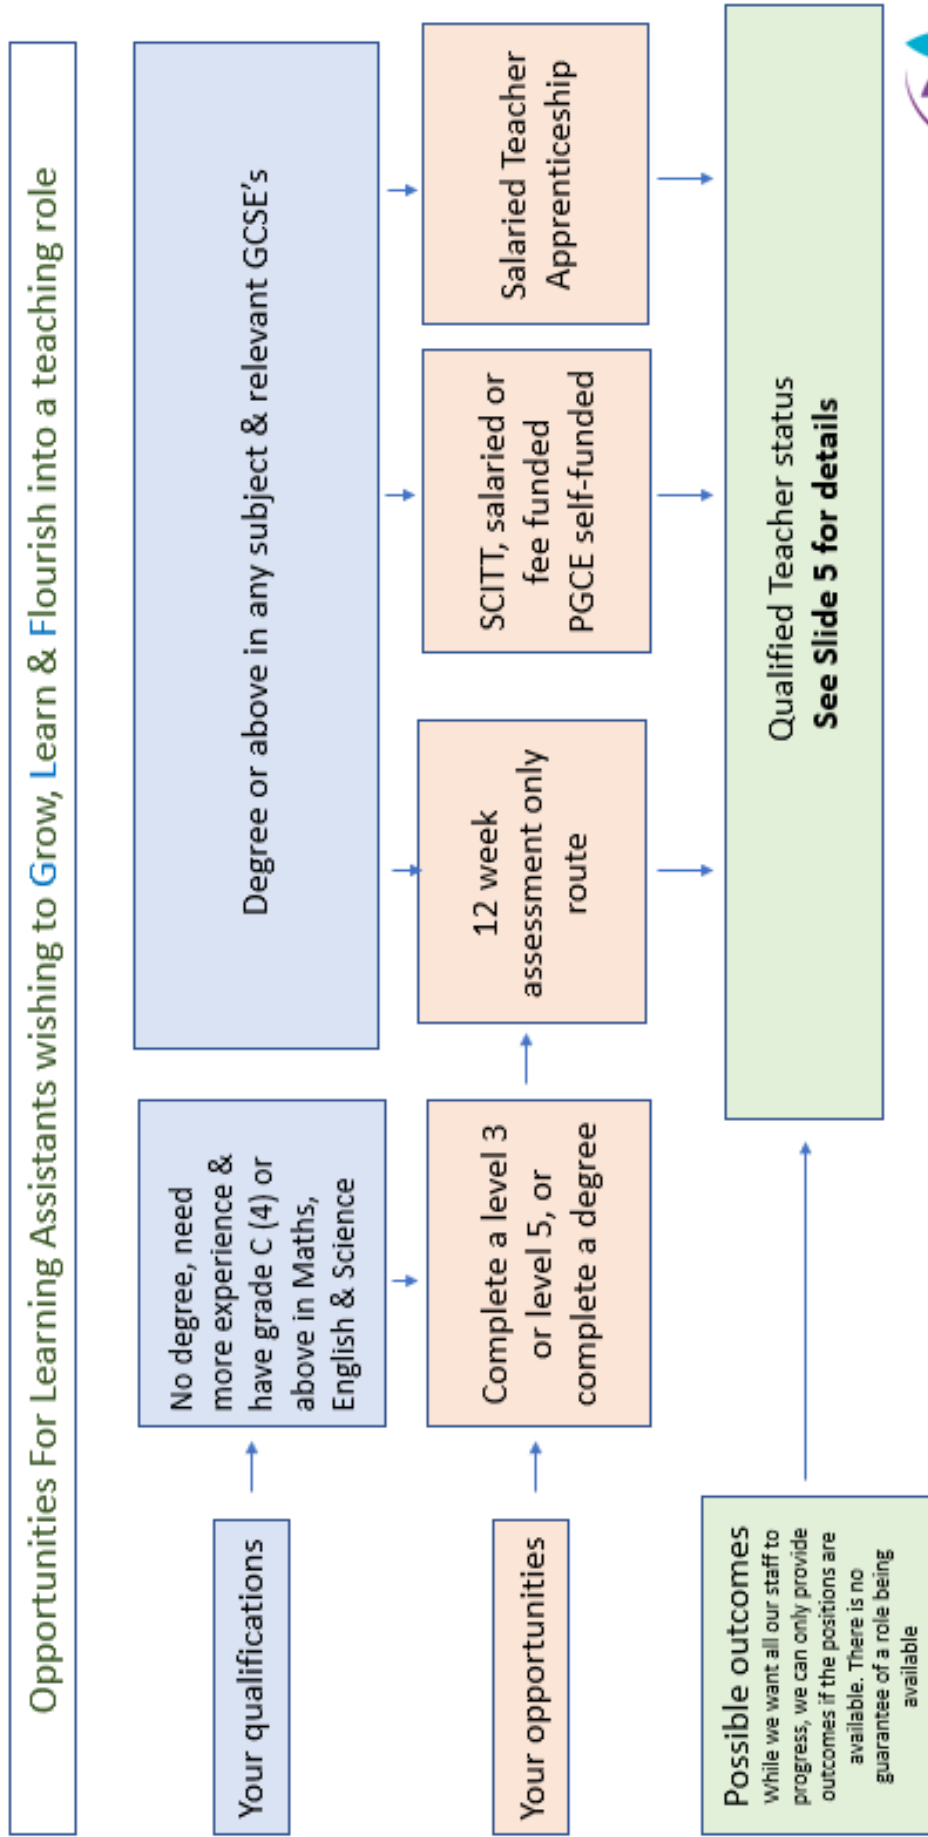 Opportunities For Learning Assistants wishing to Grow, Learn & Flourish into a teaching role
Your qualifications
No degree, need
more experience &
have grade C (4) or
above in Maths,
English & Science
Degree or above in any subject & relevant GCSE's
Your opportunities
Complete a level 3
or level 5, or
complete a degree
12 week
assessment only
route
SCITT, salaried or
fee funded
PGCE self-funded
Salaried Teacher
Apprenticeship
Possible outcomes
While we want all our staff to
progress, we can only provide
outcomes if the positions are
available. There is no
guarantee of a role being
available
Qualified Teacher status
See Slide 5 for details